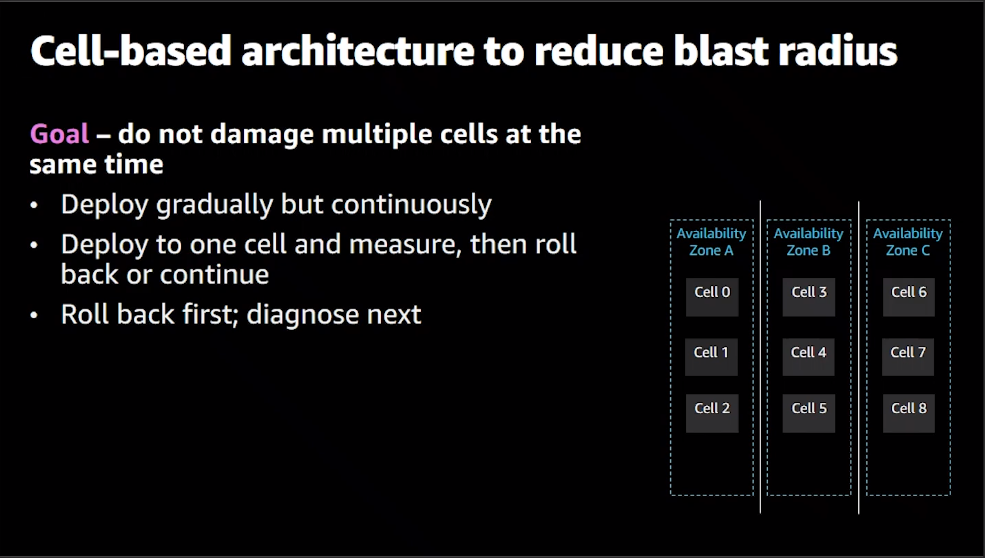 Cell-based architecture to reduce blast radius
Goal – do not damage multiple cells at the
same time
• Deploy gradually but continuously
• Deploy to one cell and measure, then roll
back or continue
• Roll back first; diagnose next
Availability
Zone A
Cell 0
Cell 1
Cell 2
Availability
Zone B
Cell 3
Cell 4
Cell 5
Availability
Zone C
Cell 6
Cell 7
Cell 8